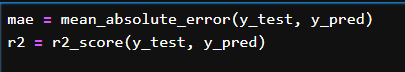 mae = mean_absolute_error(y_test, y_pred)
r2 = r2_score(y_test, y_pred)